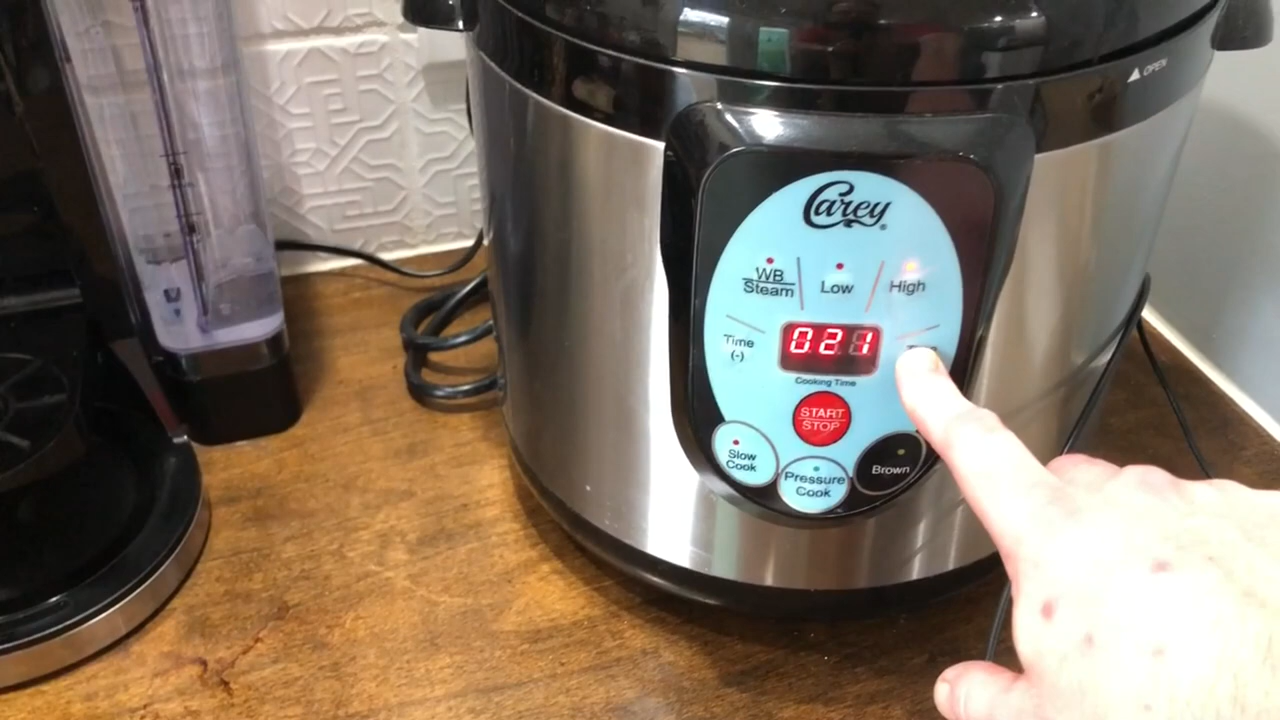 ▲ OPEN
Carey®
WB
Steam
Low
High
Time
(-)
021
Cooking Time
START
STOP
Slow
Cook
Pressure
Cook
Brown